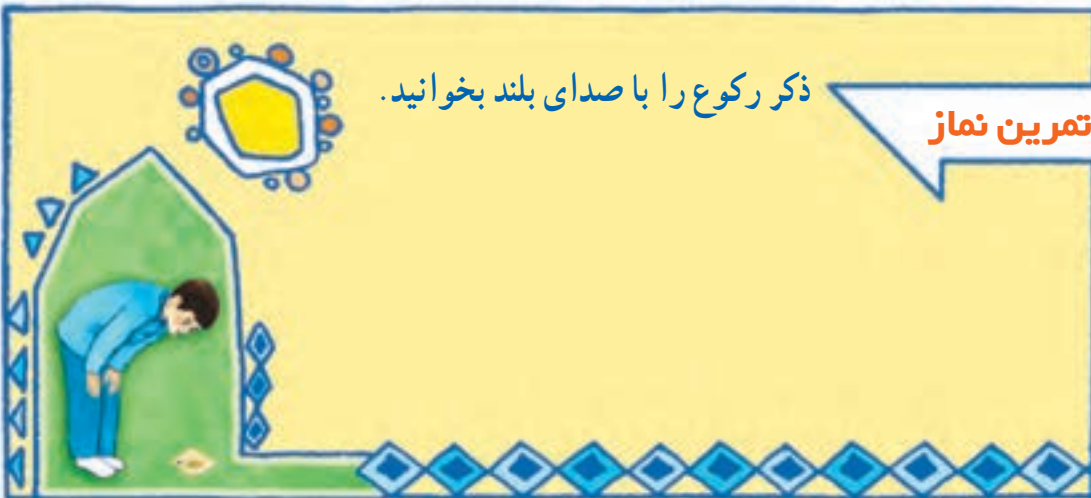 تمرین نماز
ذکر رکوع را با صدای بلند بخوانید.